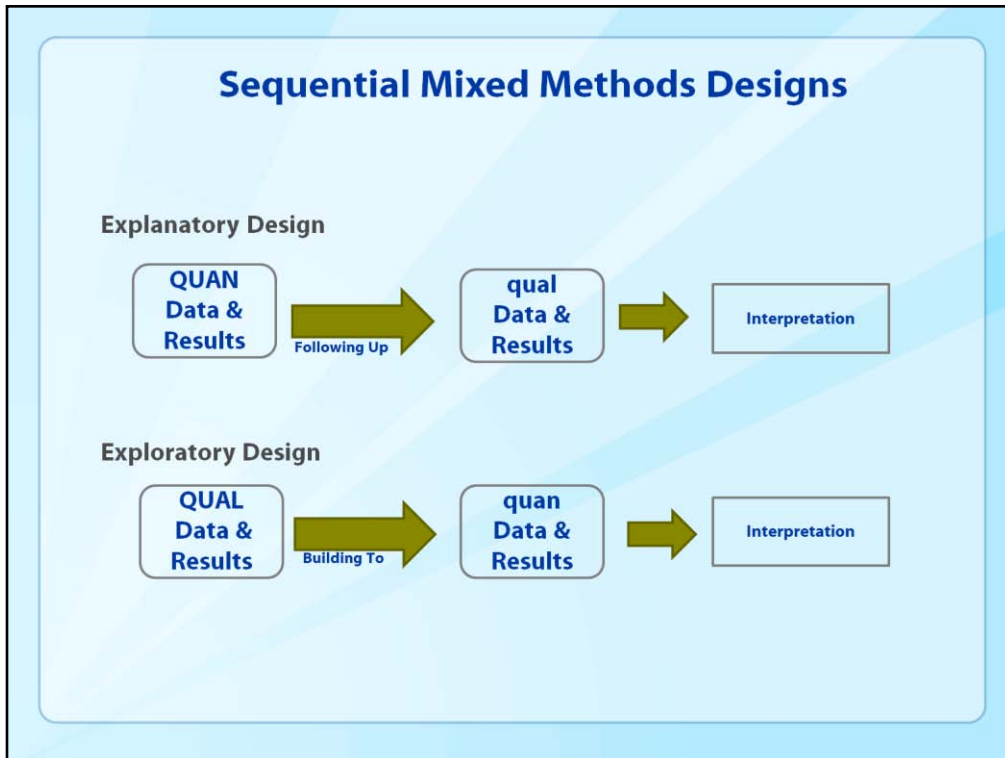 Sequential Mixed Methods Designs
Explanatory Design
QUAN
Data &
Results
Following Up
qual
Data &
Results
Interpretation
Exploratory Design
QUAL
Data &
Results
Building To
quan
Data &
Results
Interpretation